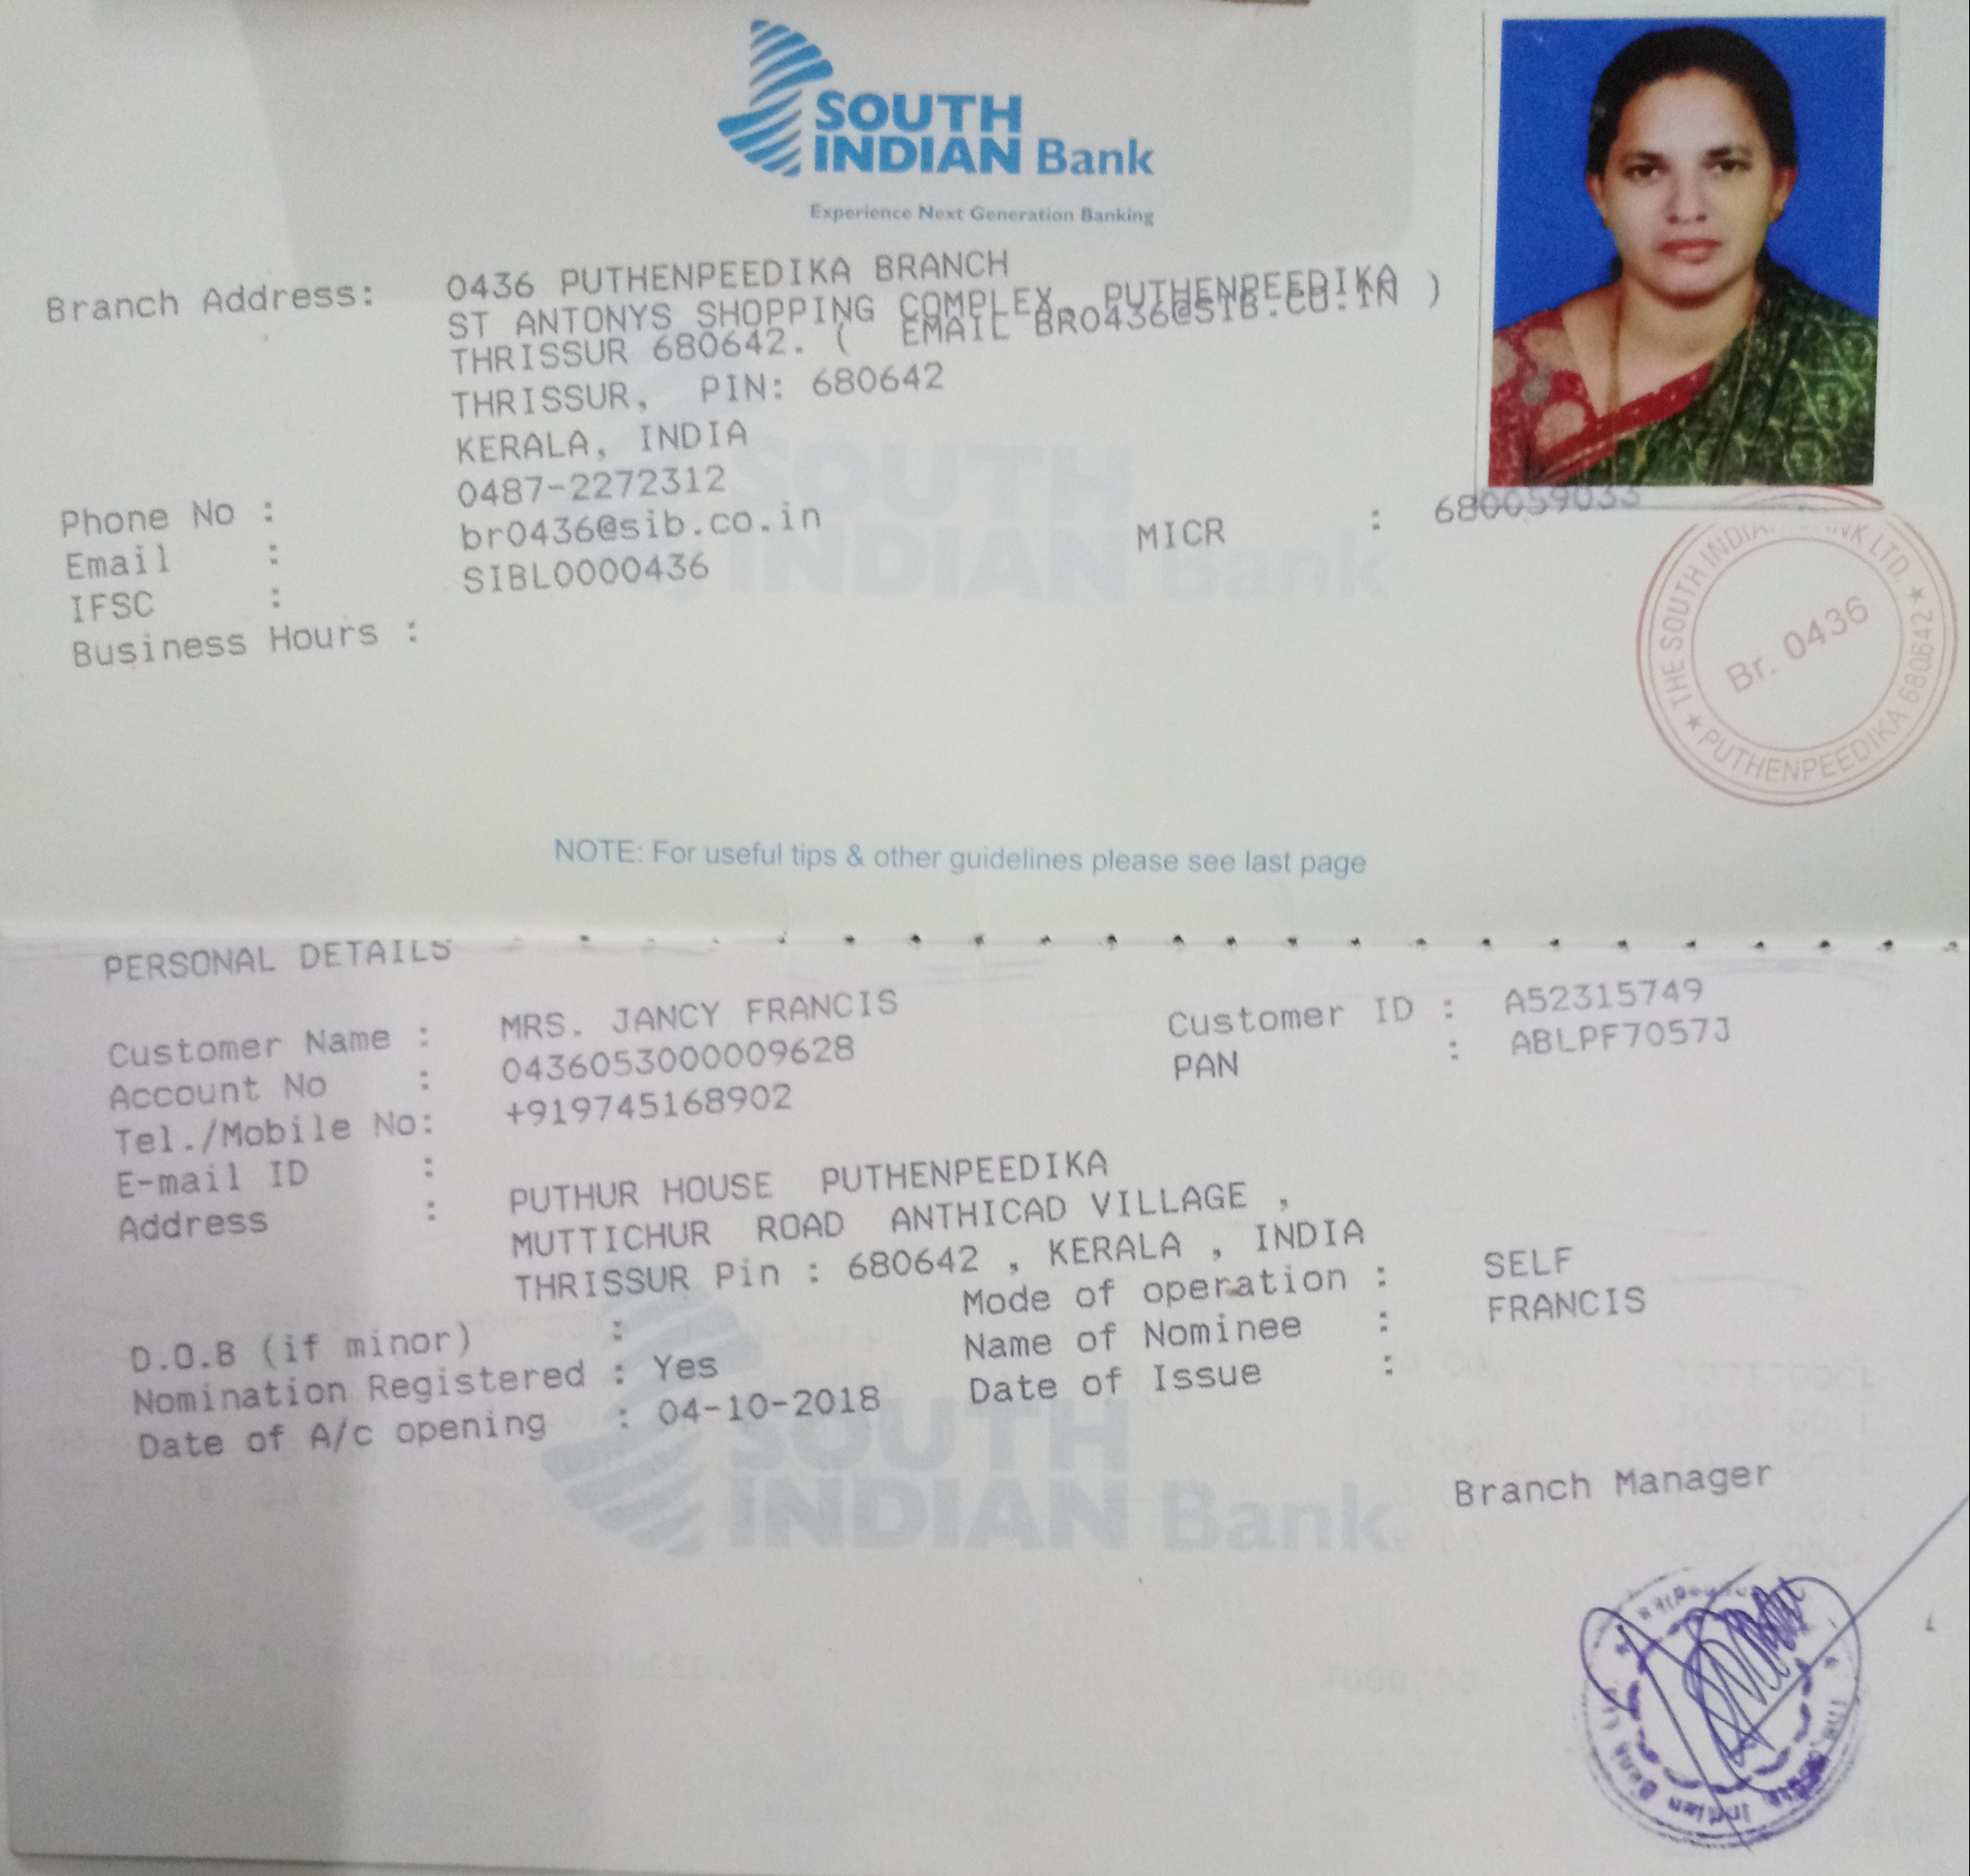 SOUTH
INDIAN Bank
Experience Next Generation Banking
Branch Address: 0436 PUTHENPEEDIKA BRANCH
ST ANTONYS SHOPPING COMPLEX, PUTHENPEEDIKA
THRISSUR 680642. ( EMAIL BR0436@SIB.CO.IN )
THRISSUR, PIN: 680642
KERALA, INDIA
Phone No : 0487-2272312
Email : br0436@sib.co.in
IFSC : SIBL0000436 MICR : 680059033
Business Hours :
THE SOUTH INDIAN BANK LTD.
Br. 0436
PUTHENPEEDIKA 680642
NOTE: For useful tips & other guidelines please see last page
PERSONAL DETAILS
Customer Name : MRS. JANCY FRANCIS Customer ID : A52315749
Account No : 0436053000009628 PAN : ABLPF7057J
Tel./Mobile No: +919745168902
E-mail ID :
Address : PUTHUR HOUSE PUTHENPEEDIKA
MUTTICHUR ROAD ANTHICAD VILLAGE ,
THRISSUR Pin : 680642 , KERALA , INDIA
Mode of operation : SELF
D.O.B (if minor) : Name of Nominee : FRANCIS
Nomination Registered : Yes Date of Issue :
Date of A/c opening : 04-10-2018
SOUTH
INDIAN Bank
Branch Manager